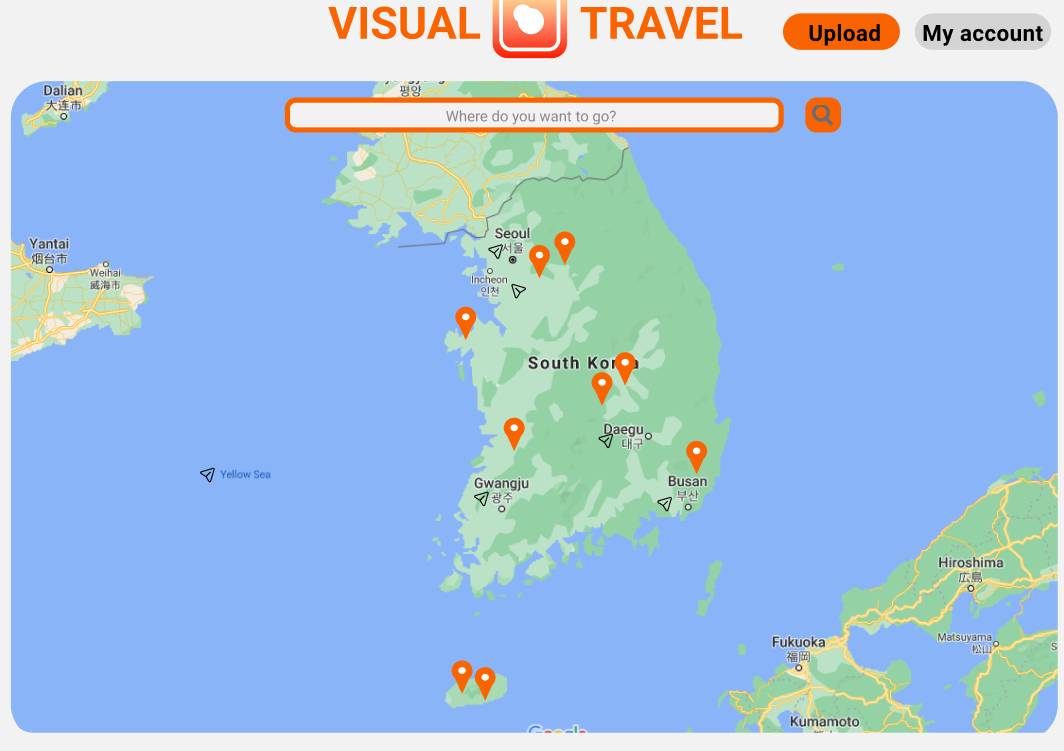 VISUAL TRAVEL
Upload
My account
Dalian
大连市
평양
Where do you want to go?
Seoul
서울
Yantai
烟台市
Weihai
威海市
Incheon
인천
South Korea
Daegu
대구
Yellow Sea
Gwangju
광주
Busan
부산
Hiroshima
広島
Fukuoka
福岡
Matsuyama
松山
Kumamoto
Google